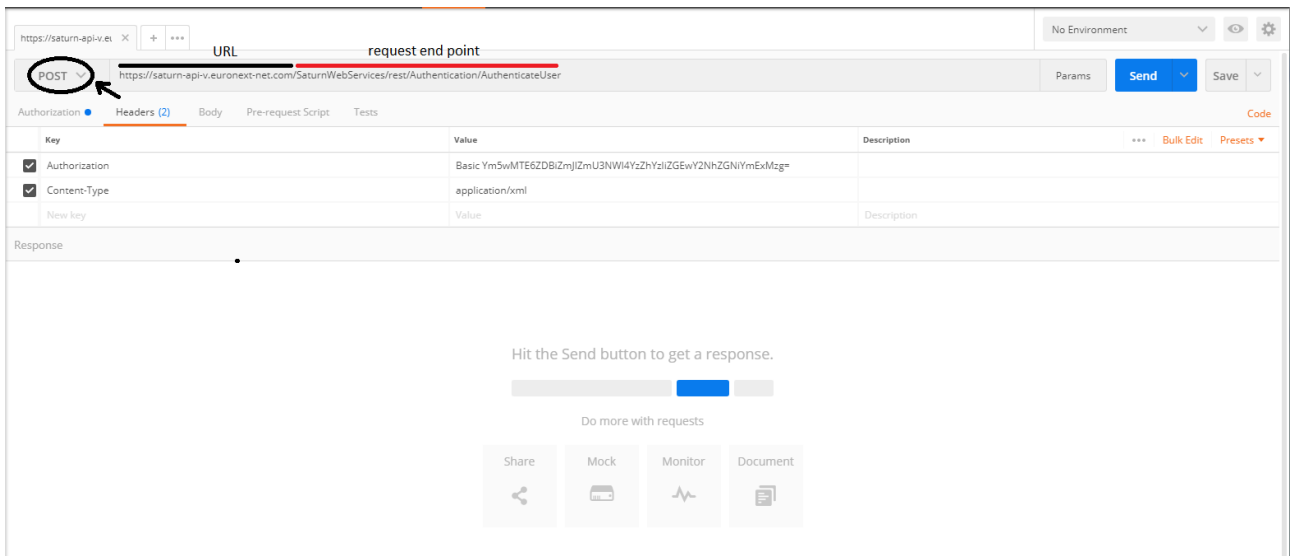 https://saturn-api-v.eu
No Environment
URL
request end point
POST
https://saturn-api-v.euronext-net.com/SaturnWebServices/rest/Authentication/AuthenticateUser
Params
Send
Save
Authorization
Headers (2)
Body
Pre-request Script
Tests
Code
Key
Value
Description
Bulk Edit
Presets
Authorization
Content-Type
application/xml
New key
Value
Description
Response
Hit the Send button to get a response.
Do more with requests
Share
Mock
Monitor
Document